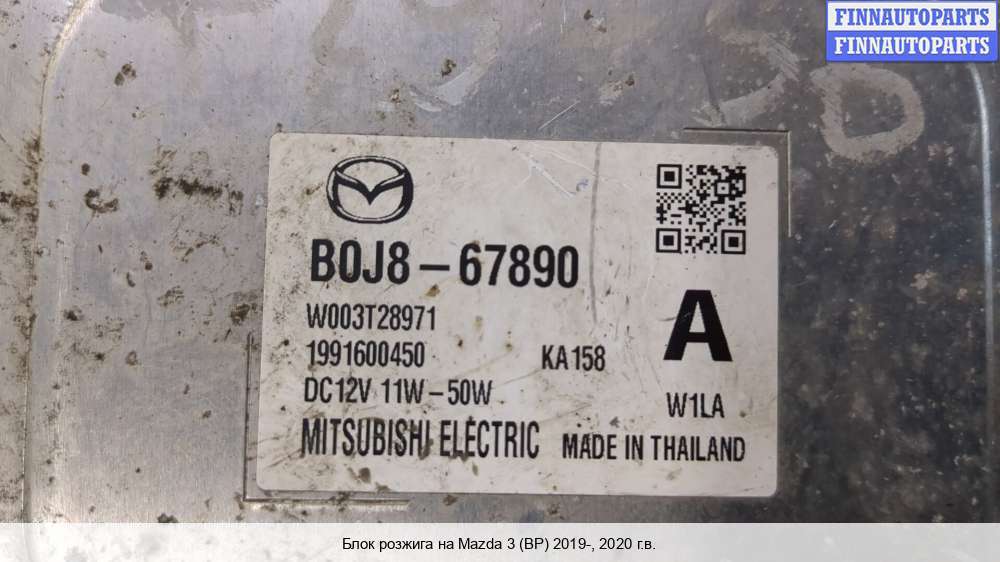 FINNAUTOPARTS
FINNAUTOPARTS
B0J8-67890
W003T28971
1991600450 KA158
A
DC12V 11W-50W
W1LA
MITSUBISHI ELECTRIC MADE IN THAILAND
Блок розжига на Mazda 3 (BP) 2019-, 2020 г.в.